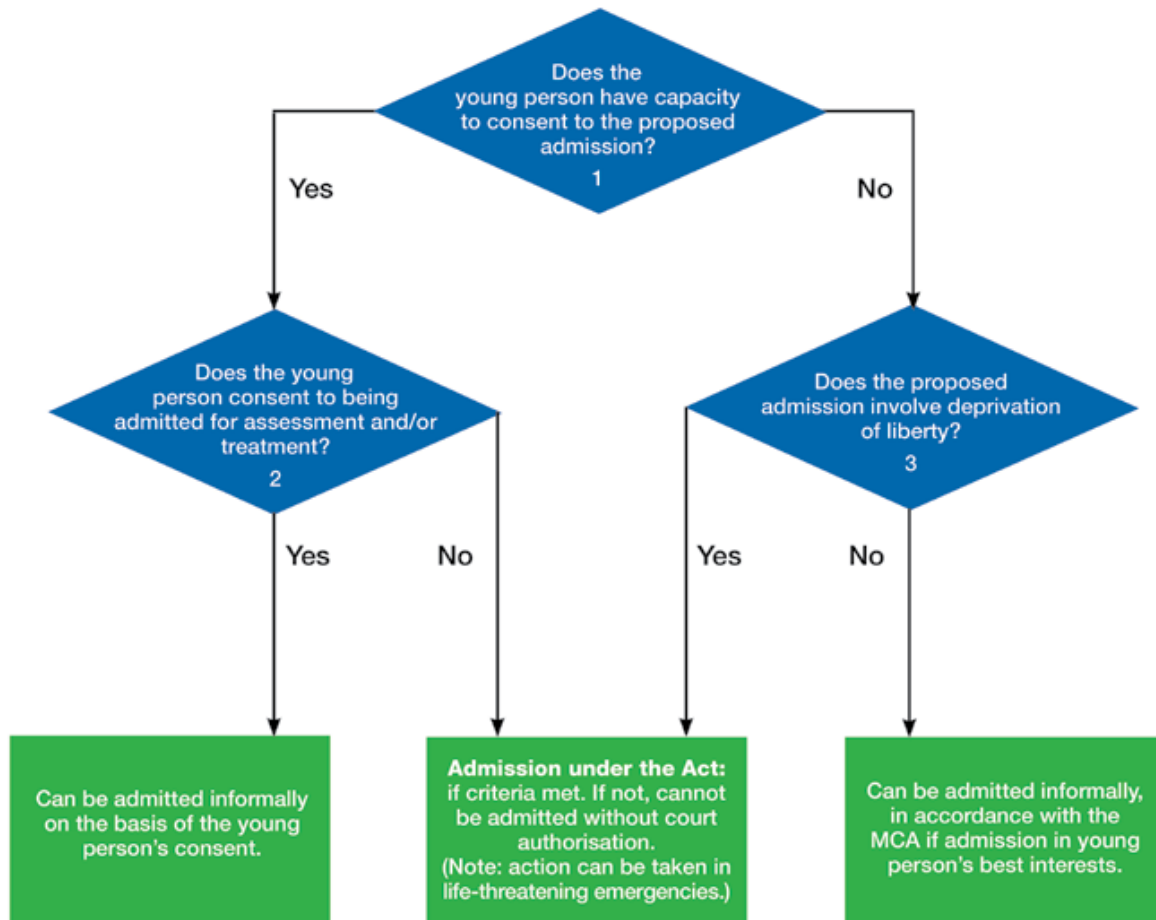 Does the
young person have capacity
to consent to the proposed
admission?
1
Yes
No
Does the young
person consent to being
admitted for assessment and/or
treatment?
2
Does the proposed
admission involve deprivation
of liberty?
3
Yes
No
Yes
No
Can be admitted informally
on the basis of the young
person's consent.
Admission under the Act:
if criteria met. If not, cannot
be admitted without court
authorisation.
(Note: action can be taken in
life-threatening emergencies.)
Can be admitted informally,
in accordance with the
MCA if admission in young
person's best interests.